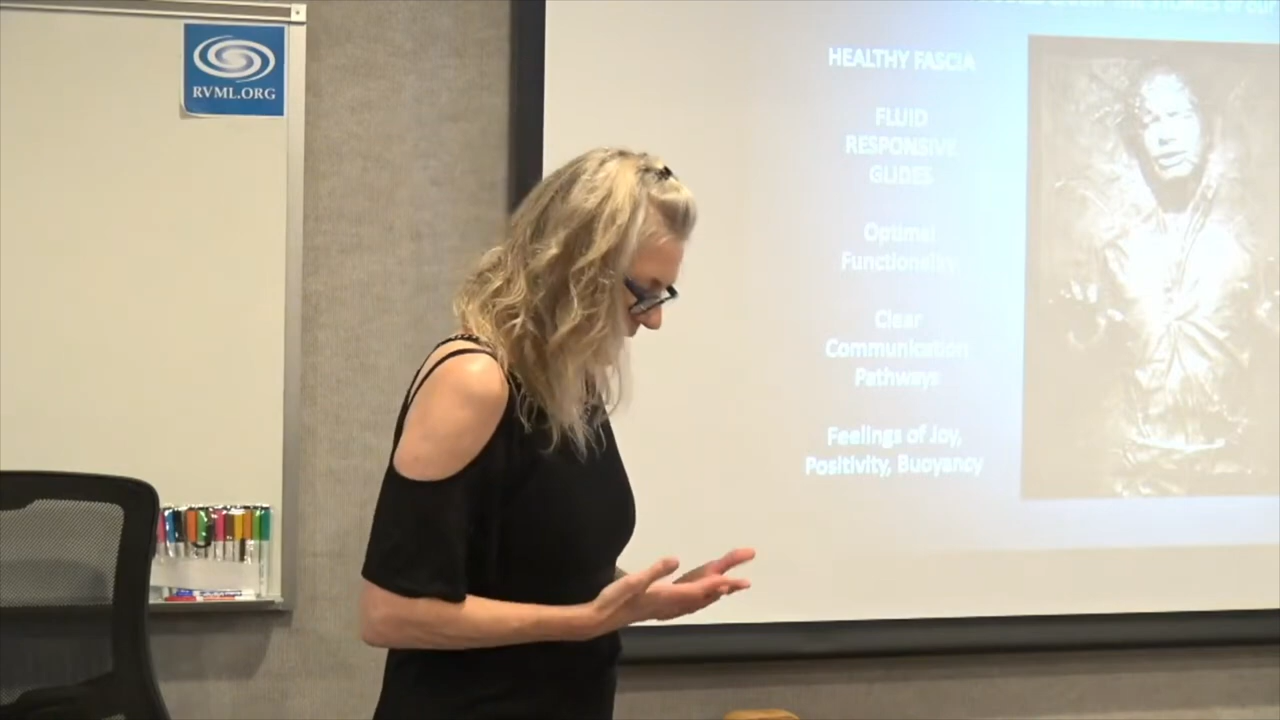 RVML.ORG
HEALTHY FASCIA
FLUID
RESPONSIVE
GLIDES
Optimal
Functionality
Clear
Communication
Pathways
Feelings of Joy,
Positivity, Buoyancy